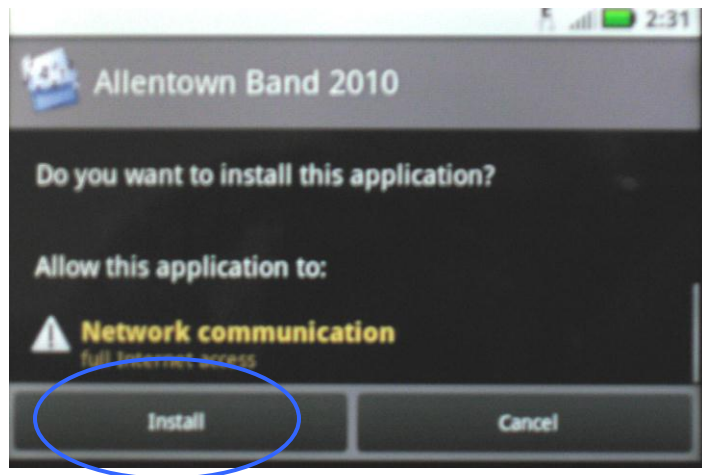 2:31
Allentown Band 2010
Do you want to install this application?
Allow this application to:
Network communication
full Internet access
Install
Cancel